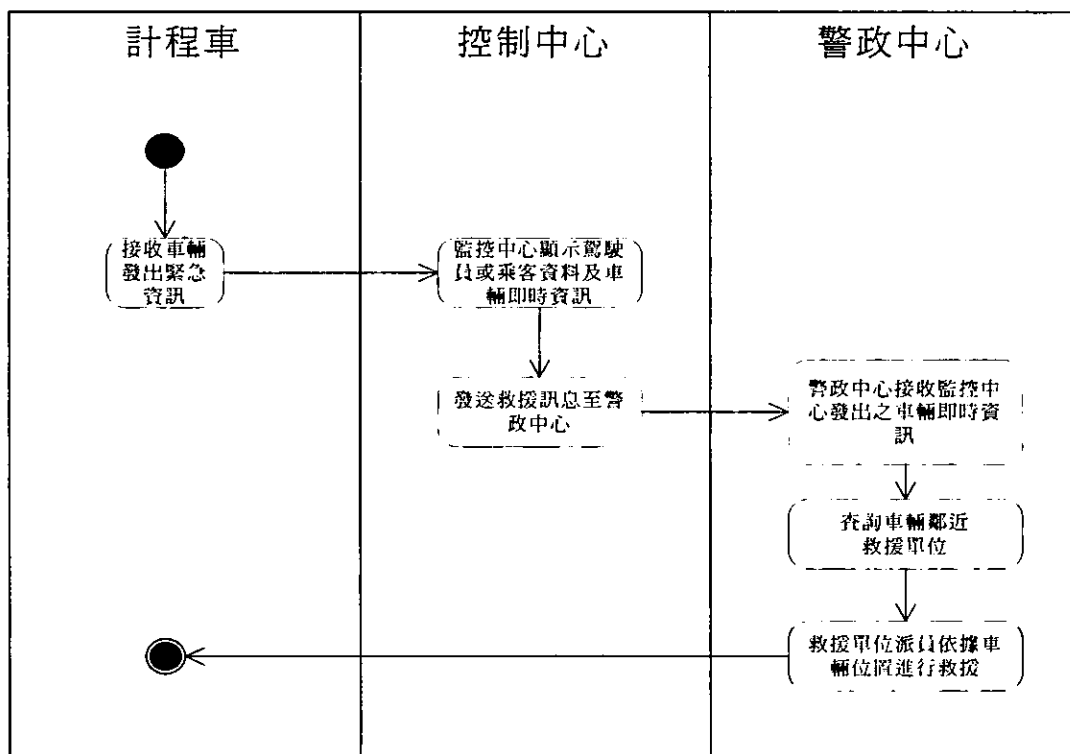 計程車
控制中心
警政中心
接收車輛
發出緊急
資訊
監控中心顯示駕駛
員或乘客資料及車
輛即時資訊
發送救援訊息至警
政中心
警政中心接收監控中
心發出之車輛即時資
訊
查詢車輛鄰近
救援單位
救援單位派員依據車
輛位置進行救援